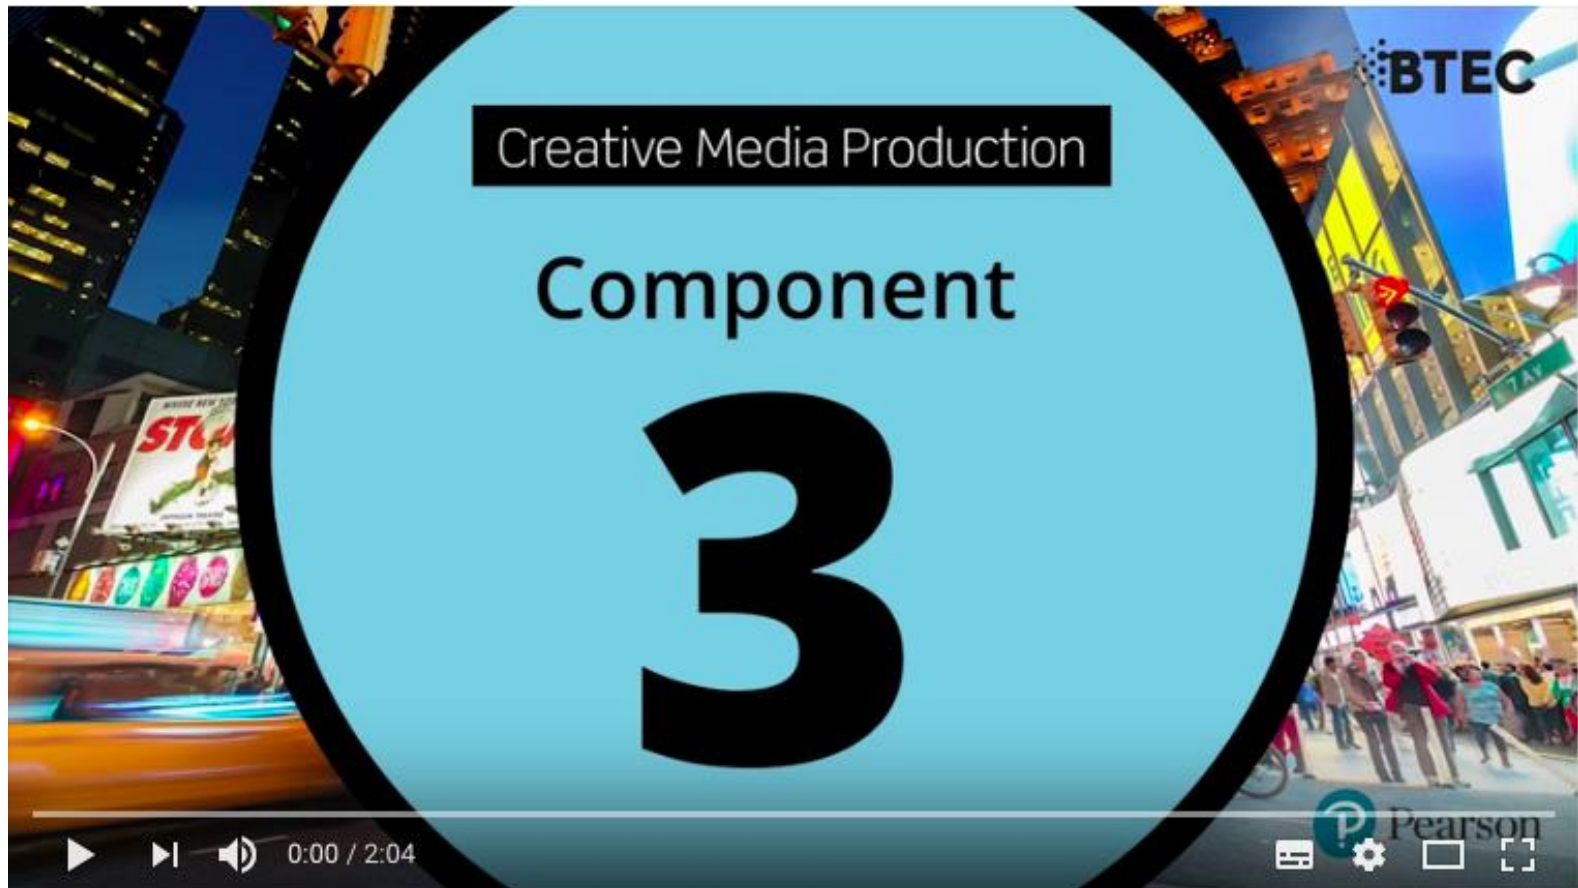 BTEC
Creative Media Production
Component
3
7 AV
Pearson
0:00 / 2:04